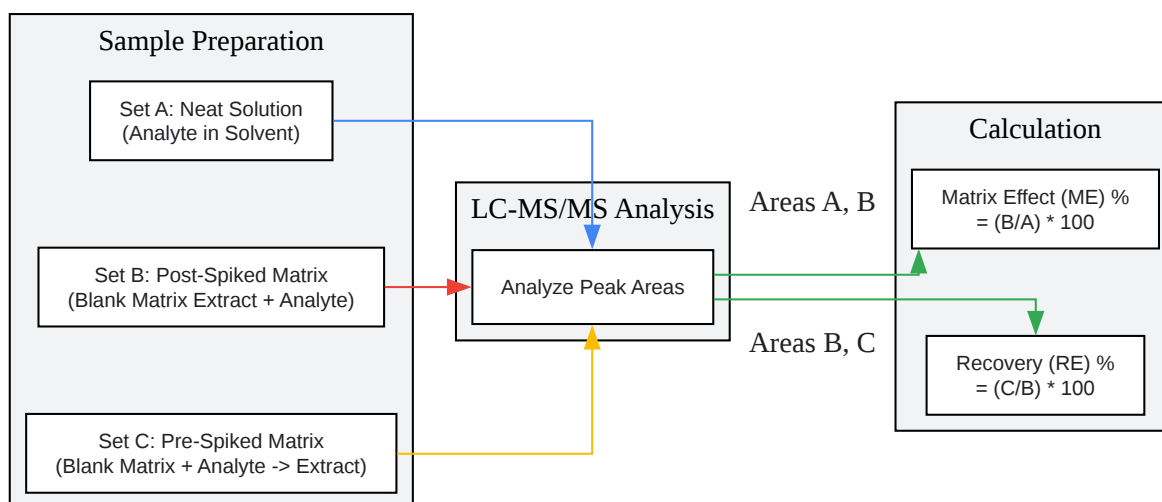 Sample Preparation
Set A: Neat Solution
(Analyte in Solvent)
Set B: Post-Spiked Matrix
(Blank Matrix Extract + Analyte)
Set C: Pre-Spiked Matrix
(Blank Matrix + Analyte -> Extract)
LC-MS/MS Analysis
Analyze Peak Areas
Areas A, B
Areas B, C
Calculation
Matrix Effect (ME) %
= (B/A) * 100
Recovery (RE) %
= (C/B) * 100